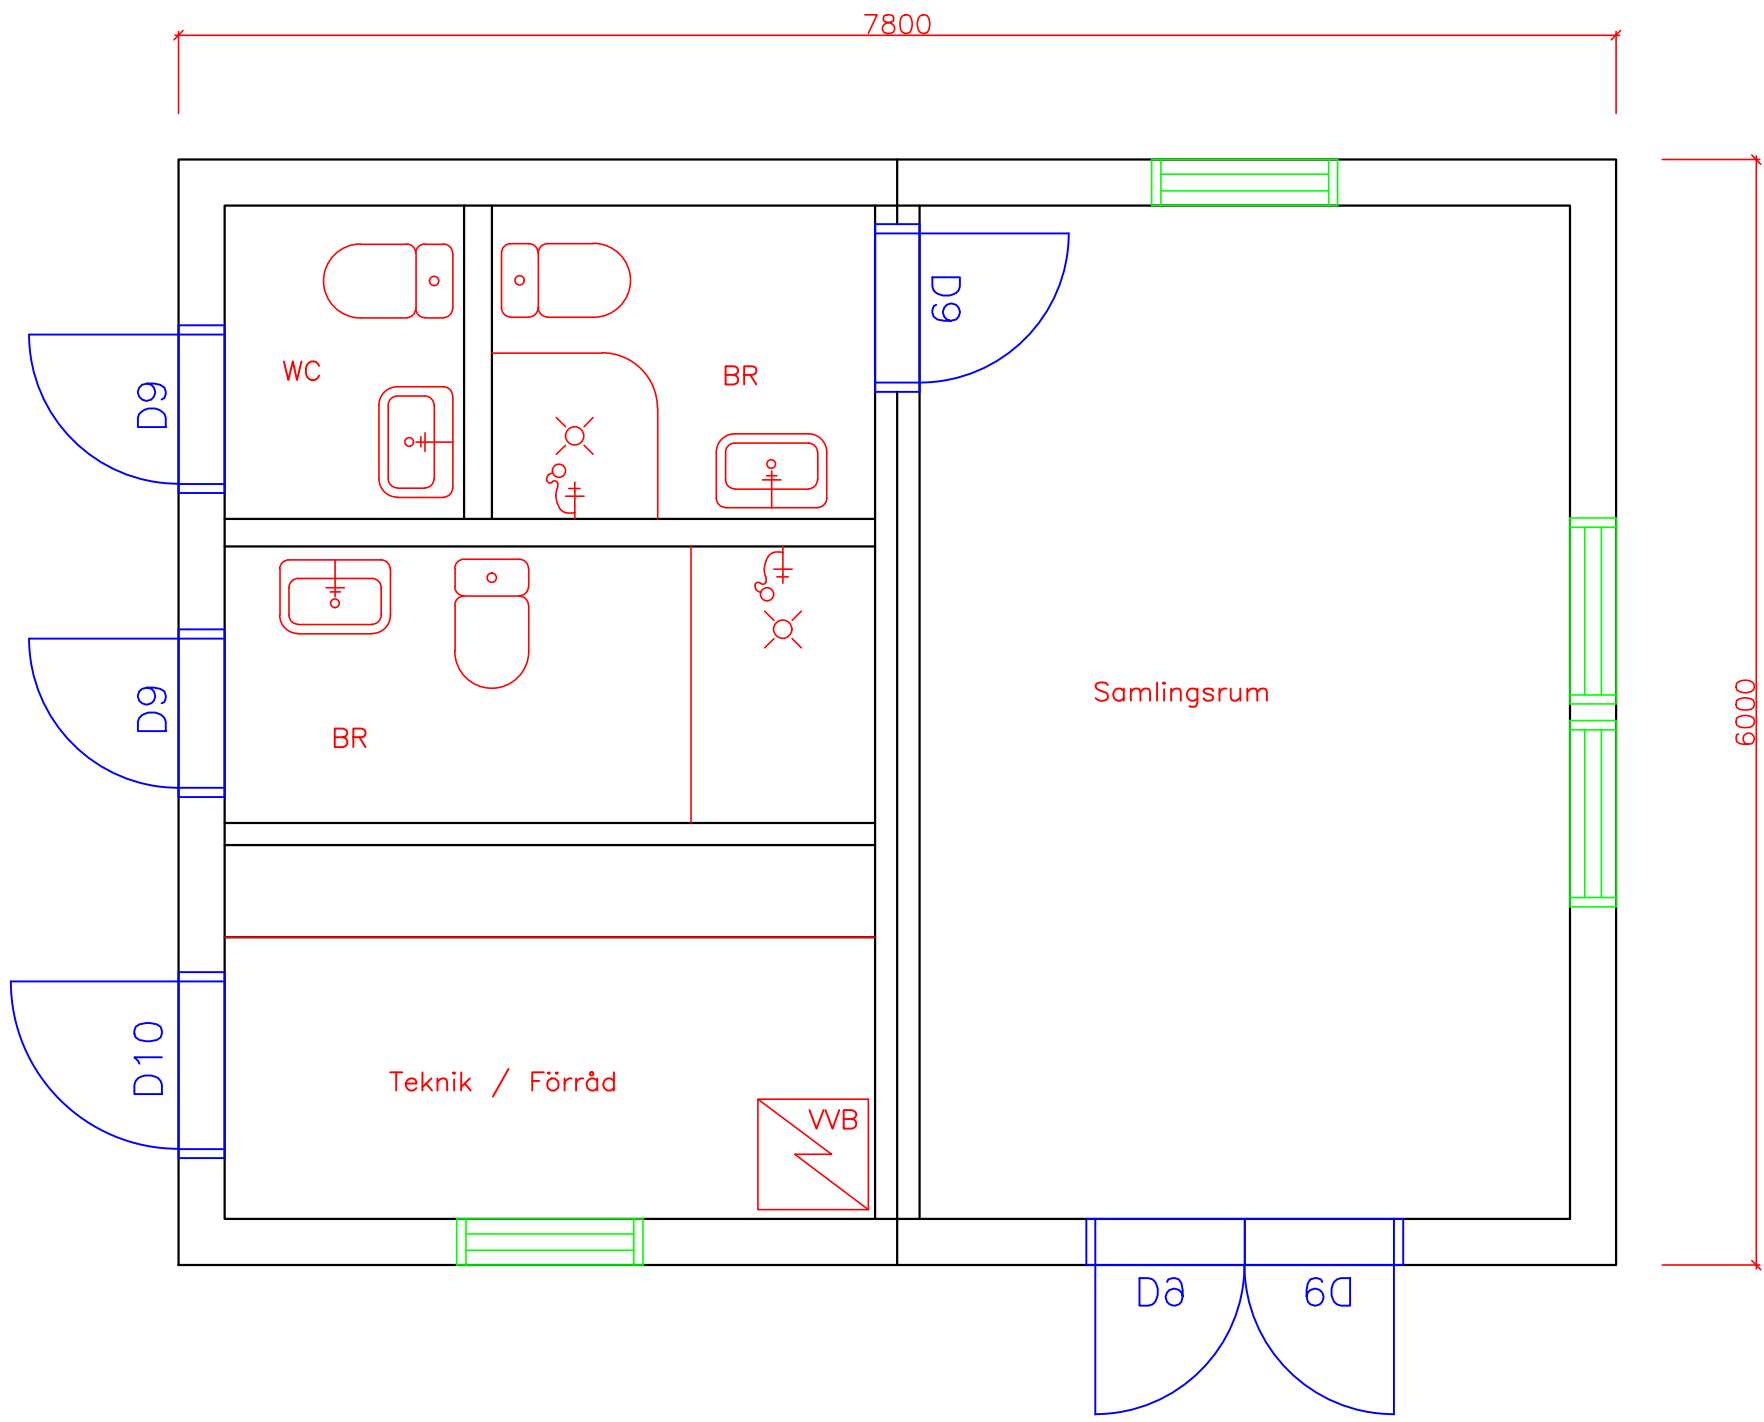 7800
D9
WC
BR
D9
6000
Samlingsrum
D9
BR
D10
Teknik / Förråd
VVB
D9
D9